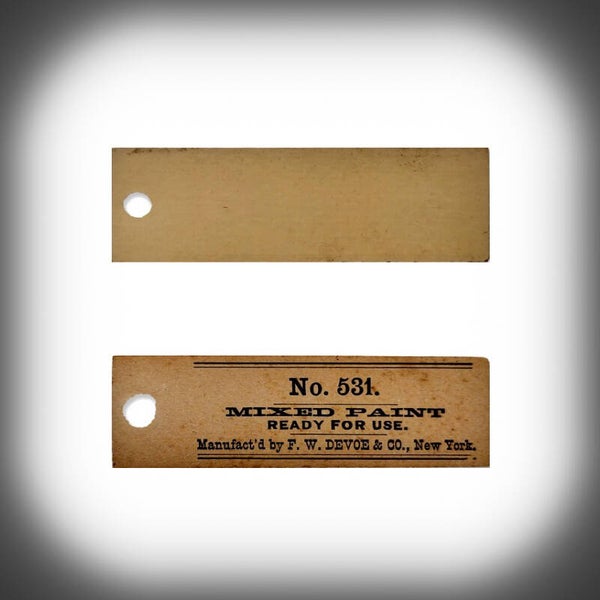 No. 531.
MIXED PAINT
READY FOR USE.
Manufact'd by F. W. DEVOE & CO., New York.